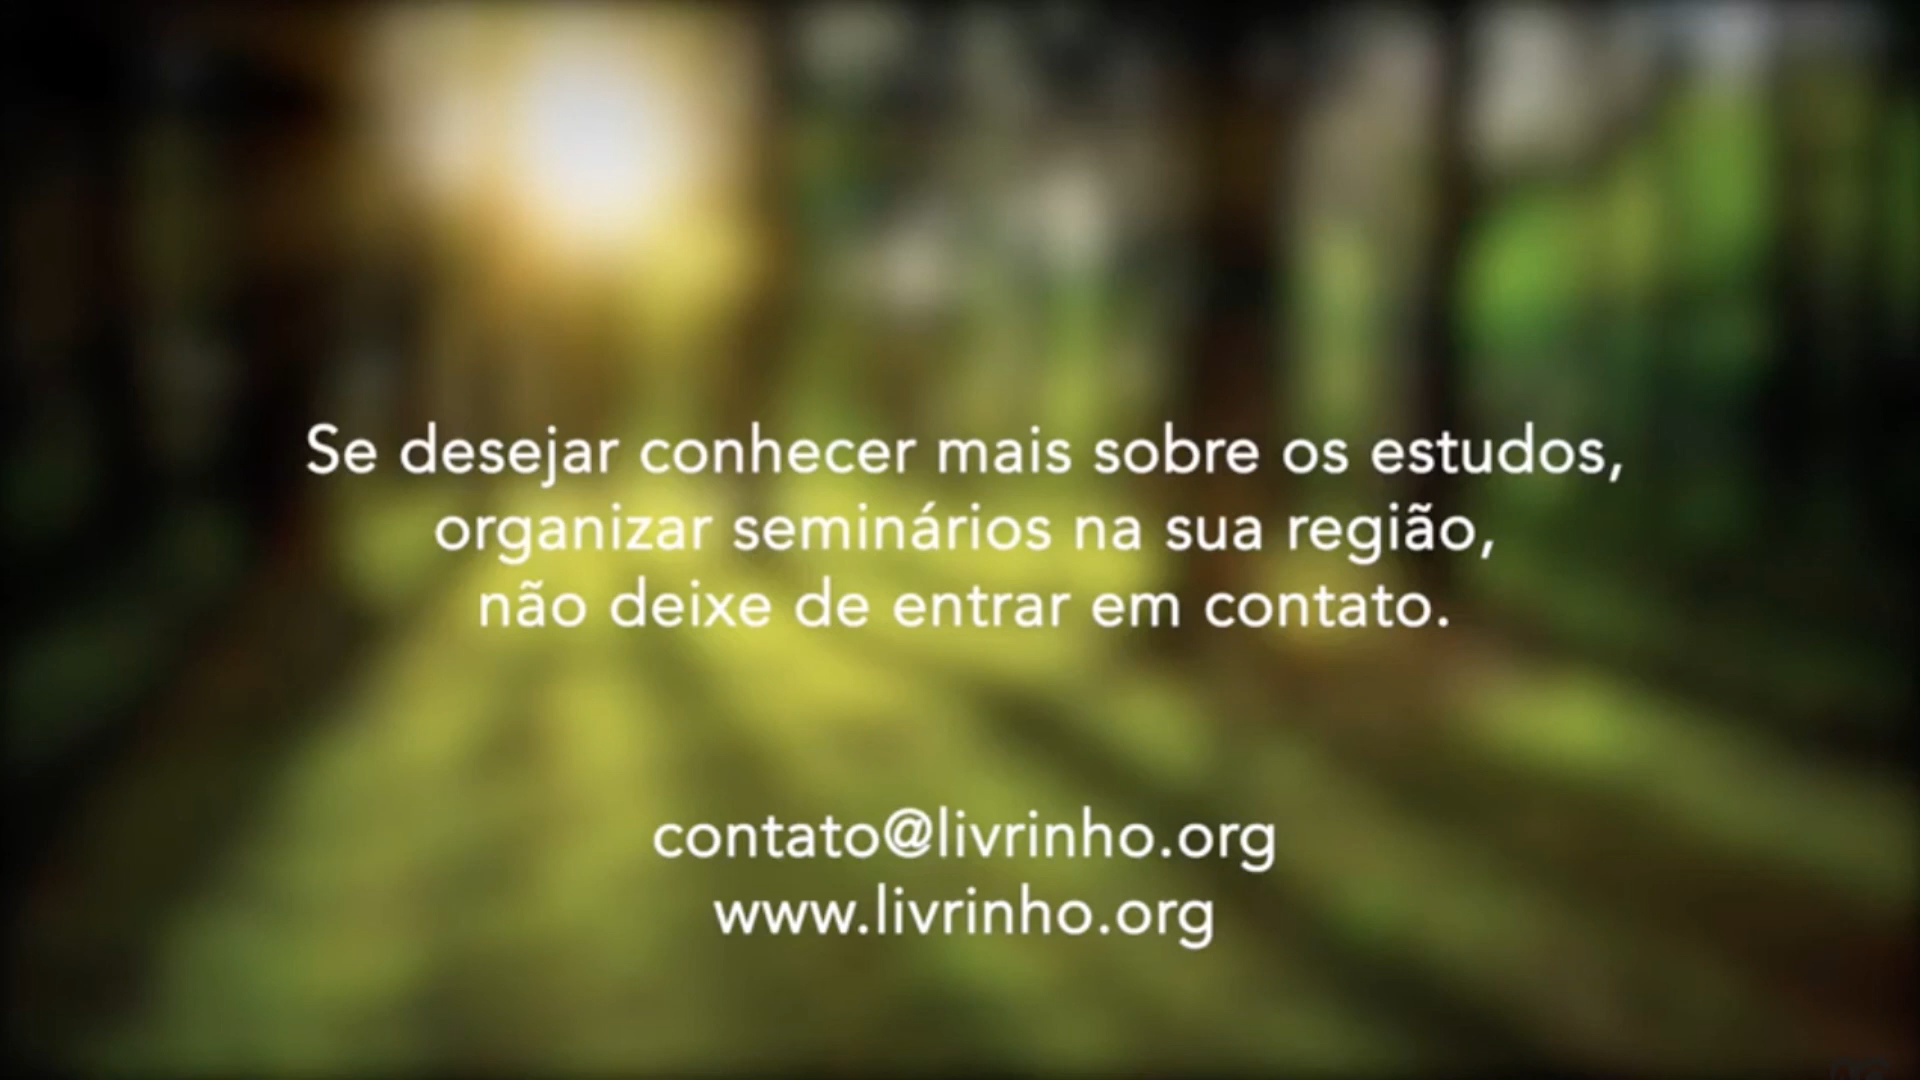 Se desejar conhecer mais sobre os estudos,
organizar seminários na sua região,
não deixe de entrar em contato.
contato@livrinho.org
www.livrinho.org